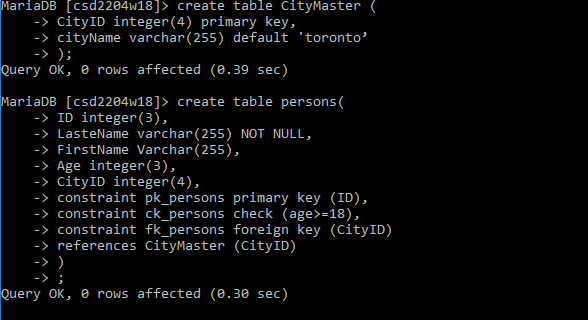 MariaDB [csd2204w18]> create table CityMaster (
-> CityID integer(4) primary key,
-> cityName varchar(255) default 'toronto’
-> );
Query OK, 0 rows affected (0.39 sec)
MariaDB [csd2204w18]> create table persons(
-> ID integer(3),
-> LasteName varchar(255) NOT NULL,
-> FirstName Varchar(255),
-> Age integer(3),
-> CityID integer(4),
-> constraint pk_persons primary key (ID),
-> constraint ck_persons check (age>=18),
-> constraint fk_persons foreign key (CityID)
-> references CityMaster (CityID)
-> )
-> ;
Query OK, 0 rows affected (0.30 sec)